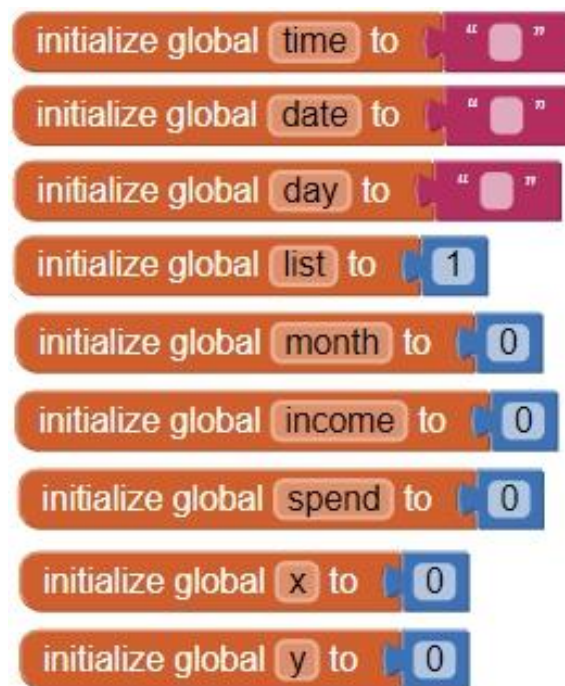 initialize global time to “ ”
initialize global date to “ ”
initialize global day to “ ”
initialize global list to 1
initialize global month to 0
initialize global income to 0
initialize global spend to 0
initialize global x to 0
initialize global y to 0